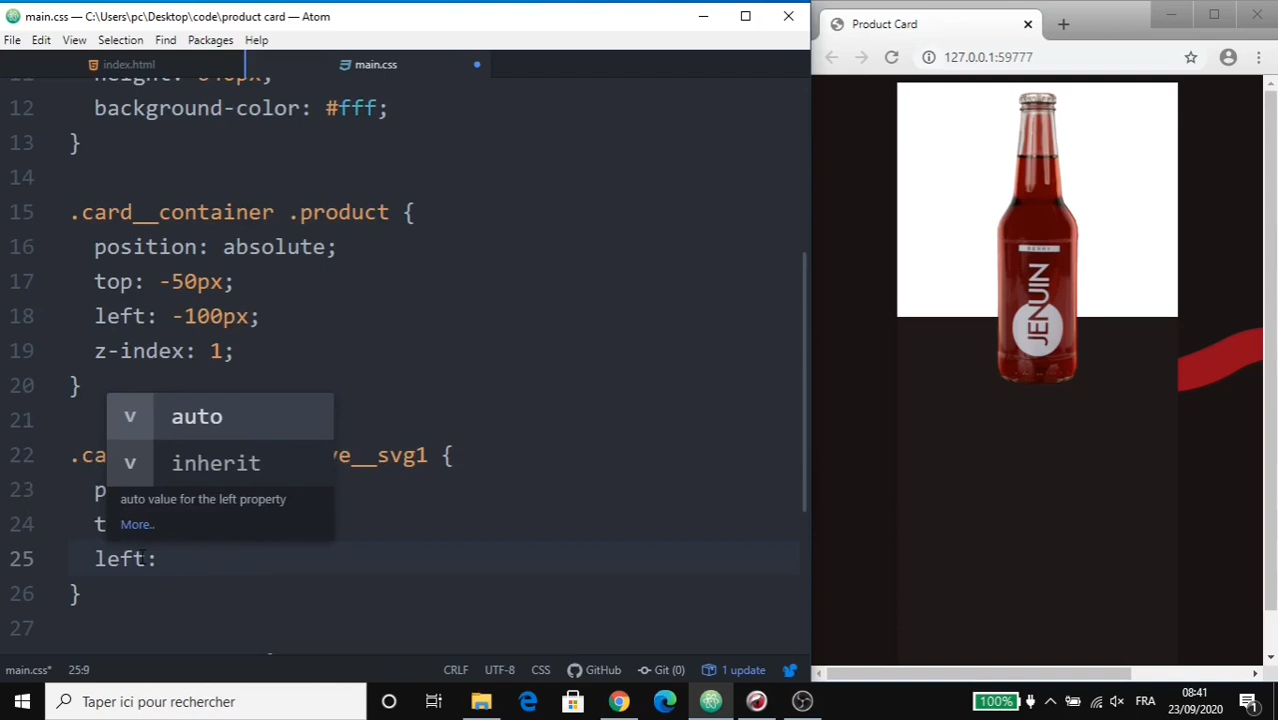 main.css — C:\Users\pc\Desktop\code\product card — Atom
File Edit View Selection Find Packages Help
index.html
main.css
12 background-color: #fff;
13 }
14
15 .card__container .product {
16 position: absolute;
17 top: -50px;
18 left: -100px;
19 z-index: 1;
20 }
21
22 .ca ve__svg1 {
23 p
24 t
25 left:
26 }
27
v auto
v inherit
auto value for the left property
More..
main.css* 25:9 CRLF UTF-8 CSS GitHub Git (0) 1 update
Product Card
127.0.0.1:59777
BERRY
JENUIN
Taper ici pour rechercher
100%
FRA
08:41
23/09/2020
1